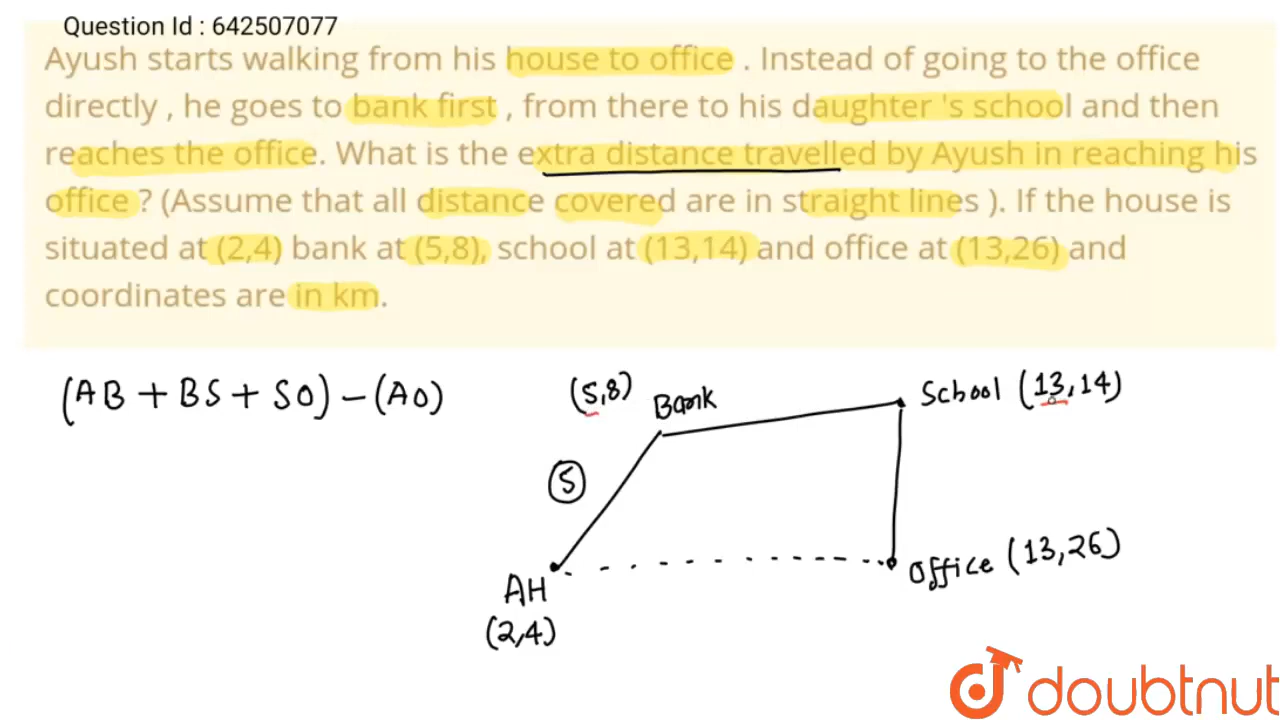 Question Id : 642507077
Ayush starts walking from his house to office . Instead of going to the office
directly , he goes to bank first , from there to his daughter 's school and then
reaches the office. What is the extra distance travelled by Ayush in reaching his
office ? (Assume that all distance covered are in straight lines ). If the house is
situated at (2,4) bank at (5,8), school at (13,14) and office at (13,26) and
coordinates are in km.
(AB + BS + SO) - (AO)
(5,8)
Bank
School (13,14)
5
AH
(2,4)
Office (13,26)
doubtnut